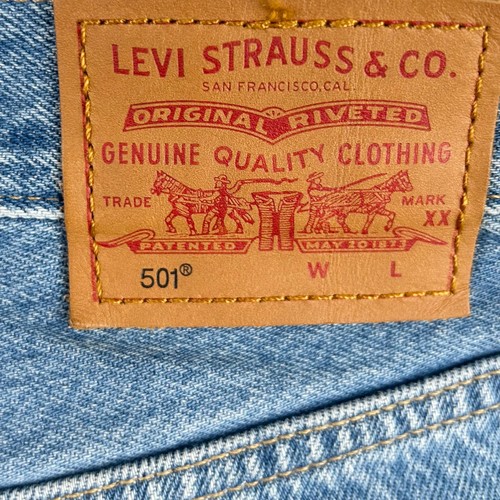 LEVI STRAUSS & CO.
SAN FRANCISCO, CAL.
ORIGINAL RIVETED
GENUINE QUALITY CLOTHING
TRADE MARK
XX
PATENTED MAY 20 1873
501® W L